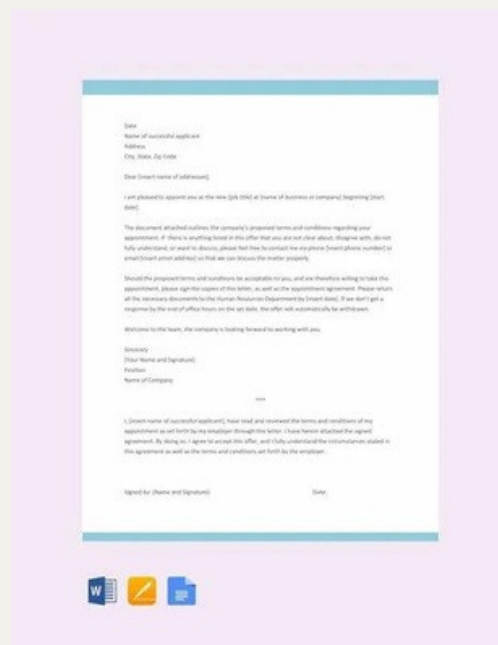 Date
Name of successful applicant
Address
City, State, Zip Code
Dear [insert name of addressee],
I am pleased to appoint you as the new [job title] at [name of business or company] beginning [start
date].
The document attached outlines the company's proposed terms and conditions regarding your
appointment. If there is anything listed in this offer that you are not clear about, disagree with, do not
fully understand, or want to discuss, please feel free to contact me via phone [insert phone number] or
email [insert email address] so that we can discuss the matter properly.
Should the proposed terms and conditions be acceptable to you, and are therefore willing to take this
appointment, please sign the copies of this letter, as well as the appointment agreement. Please return
all the necessary documents to the Human Resources Department by [insert date]. If we don't get a
response by the end of office hours on the set date, the offer will automatically be withdrawn.
Welcome to the team, the company is looking forward to working with you.
Sincerely
[Your Name and Signature]
Position
Name of Company
****
I, [insert name of successful applicant], have read and reviewed the terms and conditions of my
appointment as set forth by my employer through this letter. I have herein attached the signed
agreement. By doing so, I agree to accept this offer, and I fully understand the circumstances stated in
this agreement as well as the terms and conditions set forth by the employer.
Signed by: [Name and Signature] Date:
W